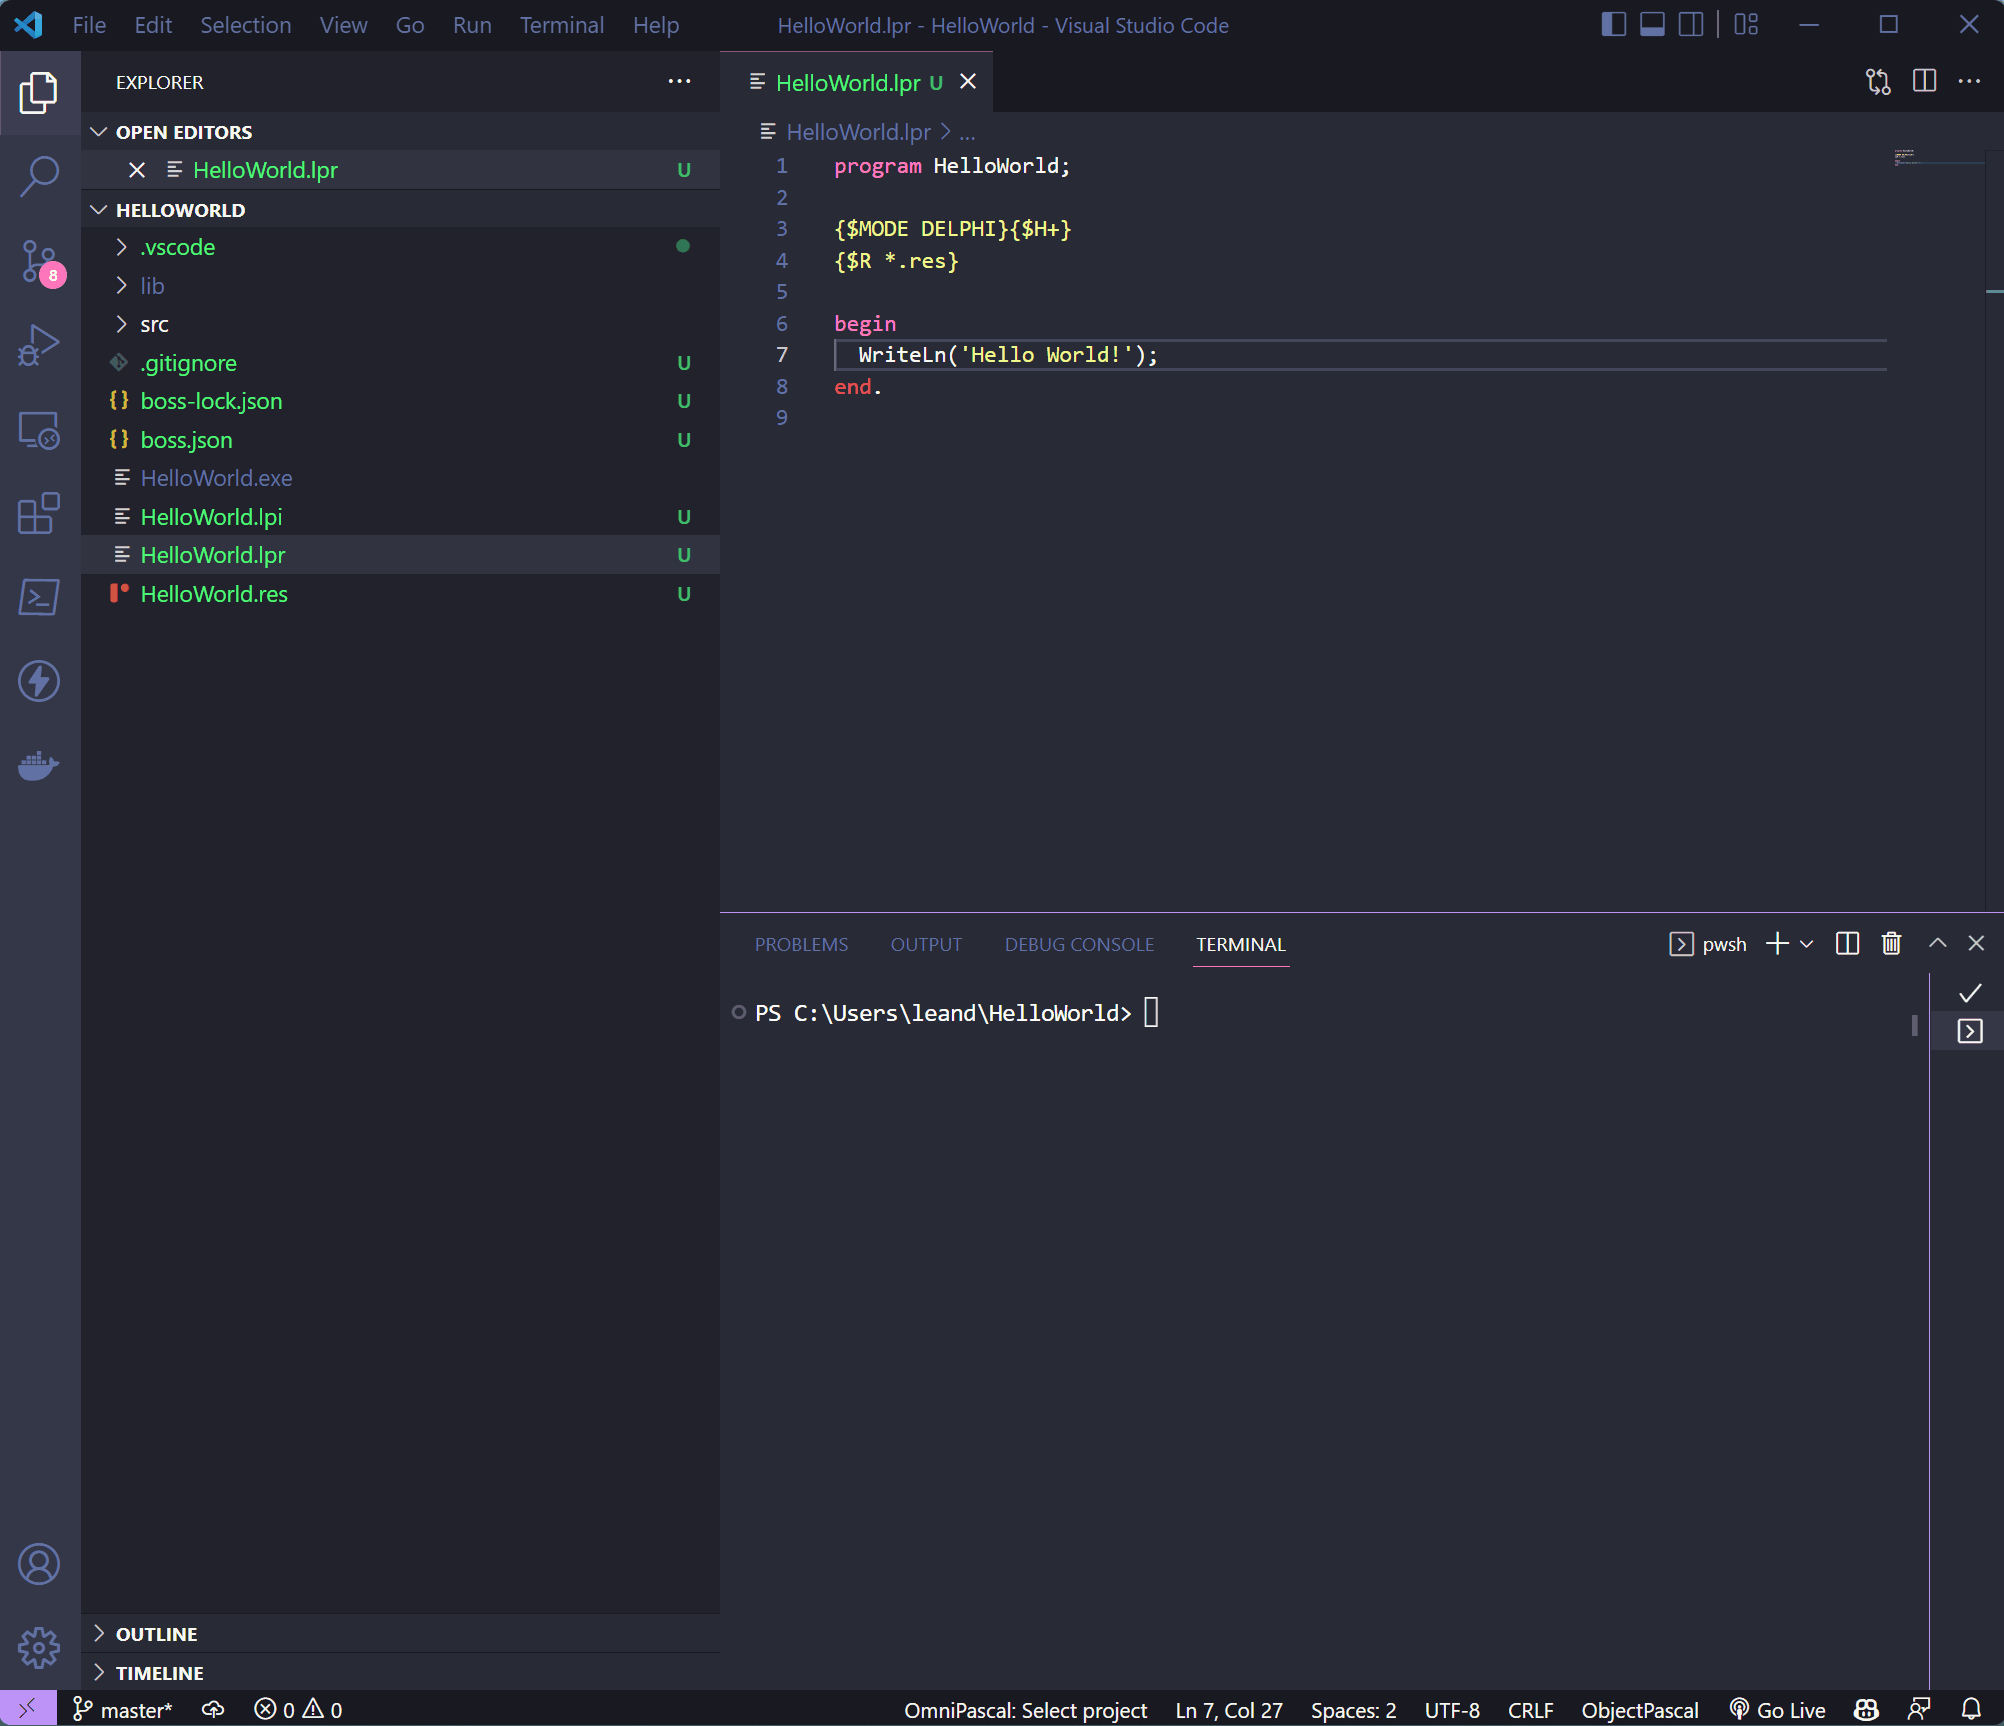 File Edit Selection View Go Run Terminal Help HelloWorld.lpr - HelloWorld - Visual Studio Code
EXPLORER
OPEN EDITORS
HelloWorld.lpr U
HELLOWORLD
.vscode
lib
src
.gitignore U
boss-lock.json U
boss.json U
HelloWorld.exe
HelloWorld.lpi U
HelloWorld.lpr U
HelloWorld.res U
OUTLINE
TIMELINE
8
HelloWorld.lpr U
HelloWorld.lpr > ...
1 program HelloWorld;
2
3 {$MODE DELPHI}{$H+}
4 {$R *.res}
5
6 begin
7 WriteLn('Hello World!');
8 end.
9
PROBLEMS OUTPUT DEBUG CONSOLE TERMINAL pwsh
PS C:\Users\leand\HelloWorld>
master* 0 0 OmniPascal: Select project Ln 7, Col 27 Spaces: 2 UTF-8 CRLF ObjectPascal Go Live